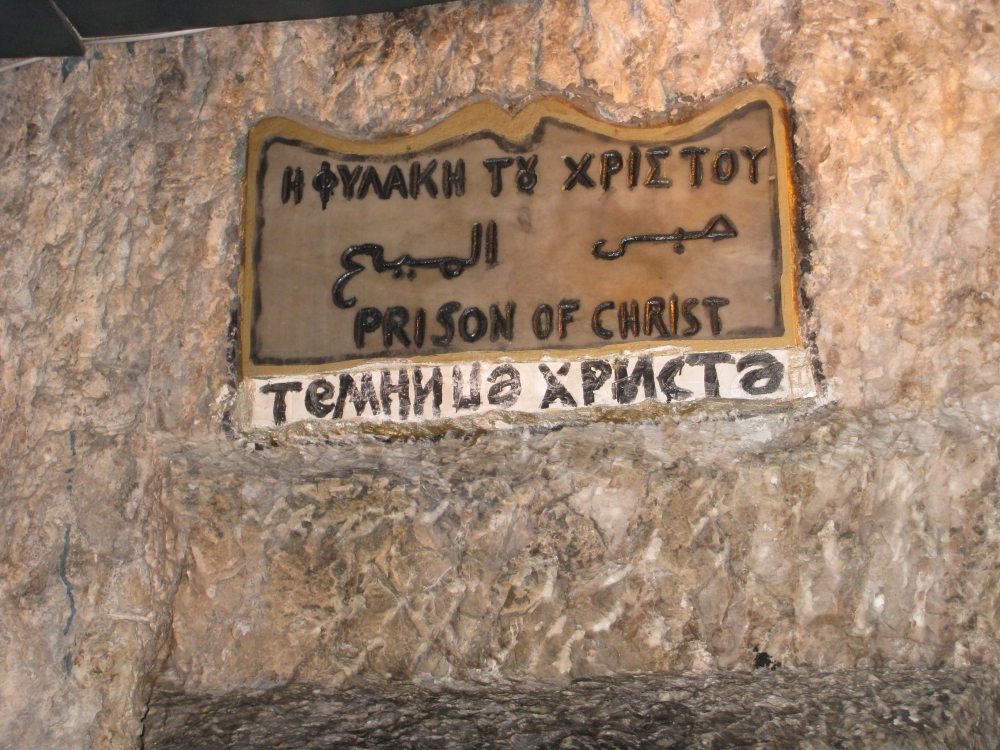 Η ΦΥΛΑΚΗ ΤȢ ΧΡΙΣΤΟΥ
حبس المسيح
PRISON OF CHRIST
ТеМНИЦа ХРИСТа